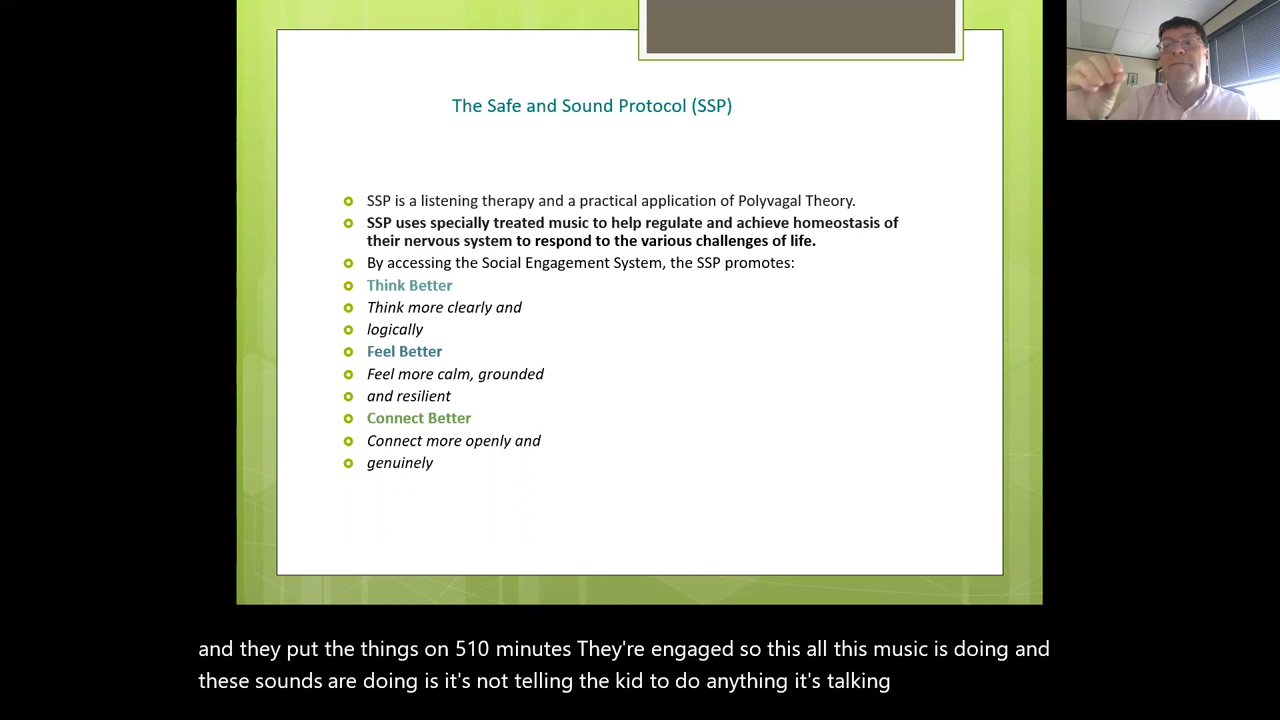 The Safe and Sound Protocol (SSP)
SSP is a listening therapy and a practical application of Polyvagal Theory.
SSP uses specially treated music to help regulate and achieve homeostasis of
their nervous system to respond to the various challenges of life.
By accessing the Social Engagement System, the SSP promotes:
Think Better
Think more clearly and
logically
Feel Better
Feel more calm, grounded
and resilient
Connect Better
Connect more openly and
genuinely
and they put the things on 510 minutes They're engaged so this all this music is doing and
these sounds are doing is it's not telling the kid to do anything it's talking